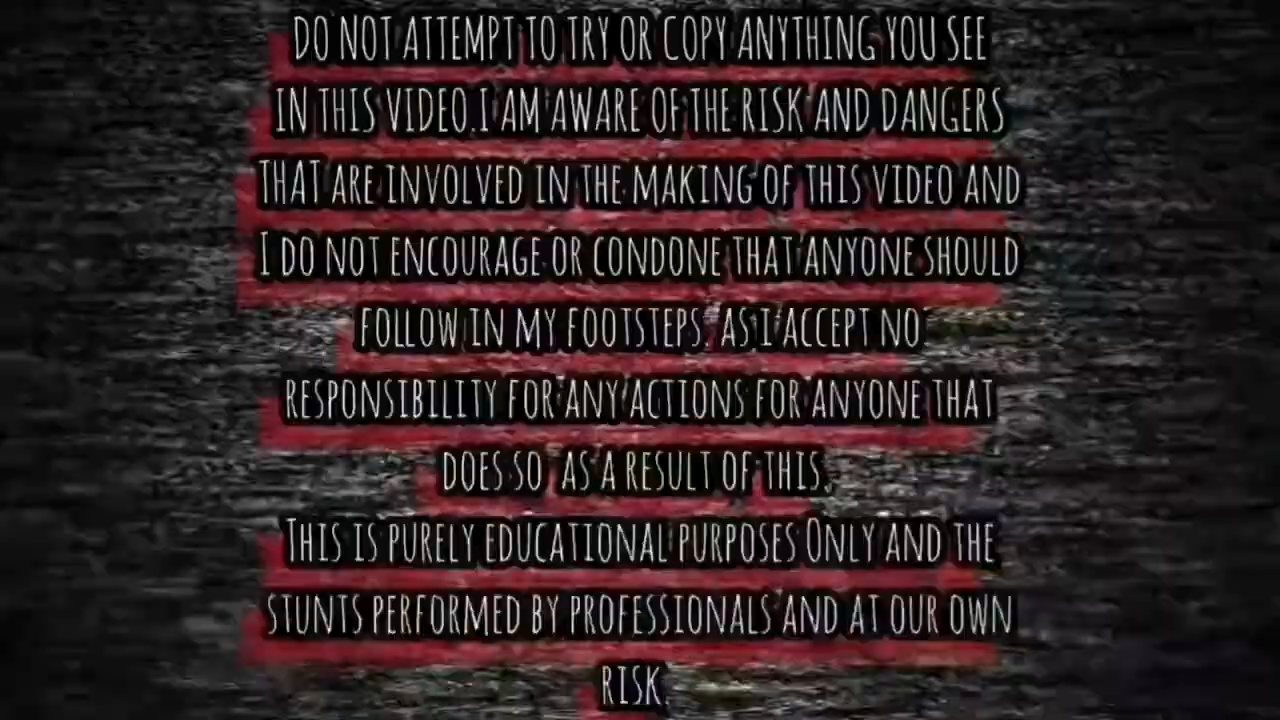 DO NOT ATTEMPT TO TRY OR COPY ANYTHING YOU SEE
IN THIS VIDEO.I AM AWARE OF THE RISK AND DANGERS
THAT ARE INVOLVED IN THE MAKING OF THIS VIDEO AND
I DO NOT ENCOURAGE OR CONDONE THAT ANYONE SHOULD
FOLLOW IN MY FOOTSTEPS. AS I ACCEPT NO
RESPONSIBILITY FOR ANY ACTIONS FOR ANYONE THAT
DOES SO AS A RESULT OF THIS.
THIS IS PURELY EDUCATIONAL PURPOSES ONLY AND THE
STUNTS PERFORMED BY PROFESSIONALS AND AT OUR OWN
RISK.